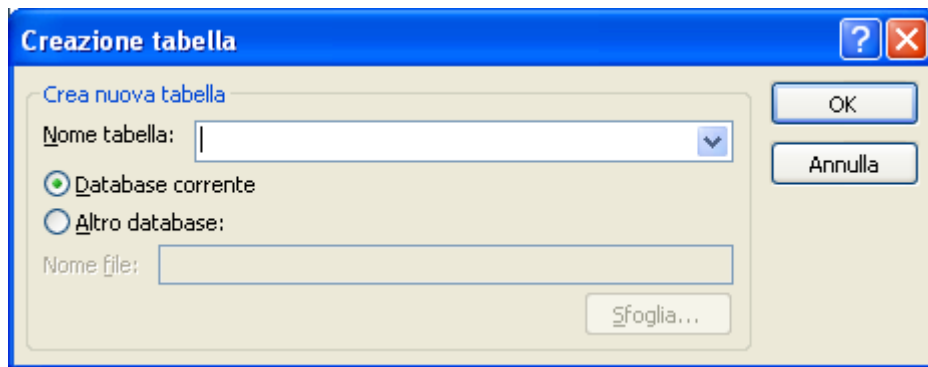 Creazione tabella
Crea nuova tabella
OK
Nome tabella:
Annulla
Database corrente
Altro database:
Nome file:
Sfoglia...